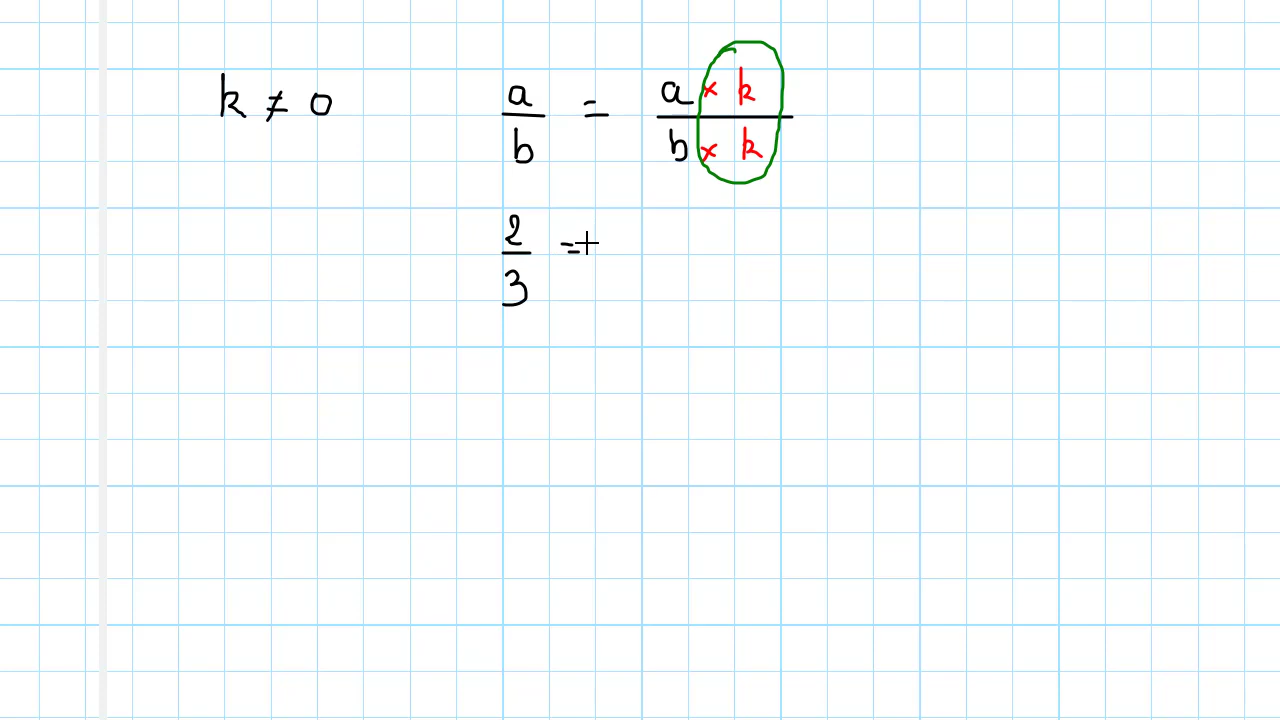 k ≠ 0 a/b = a × k / b × k
2/3 =